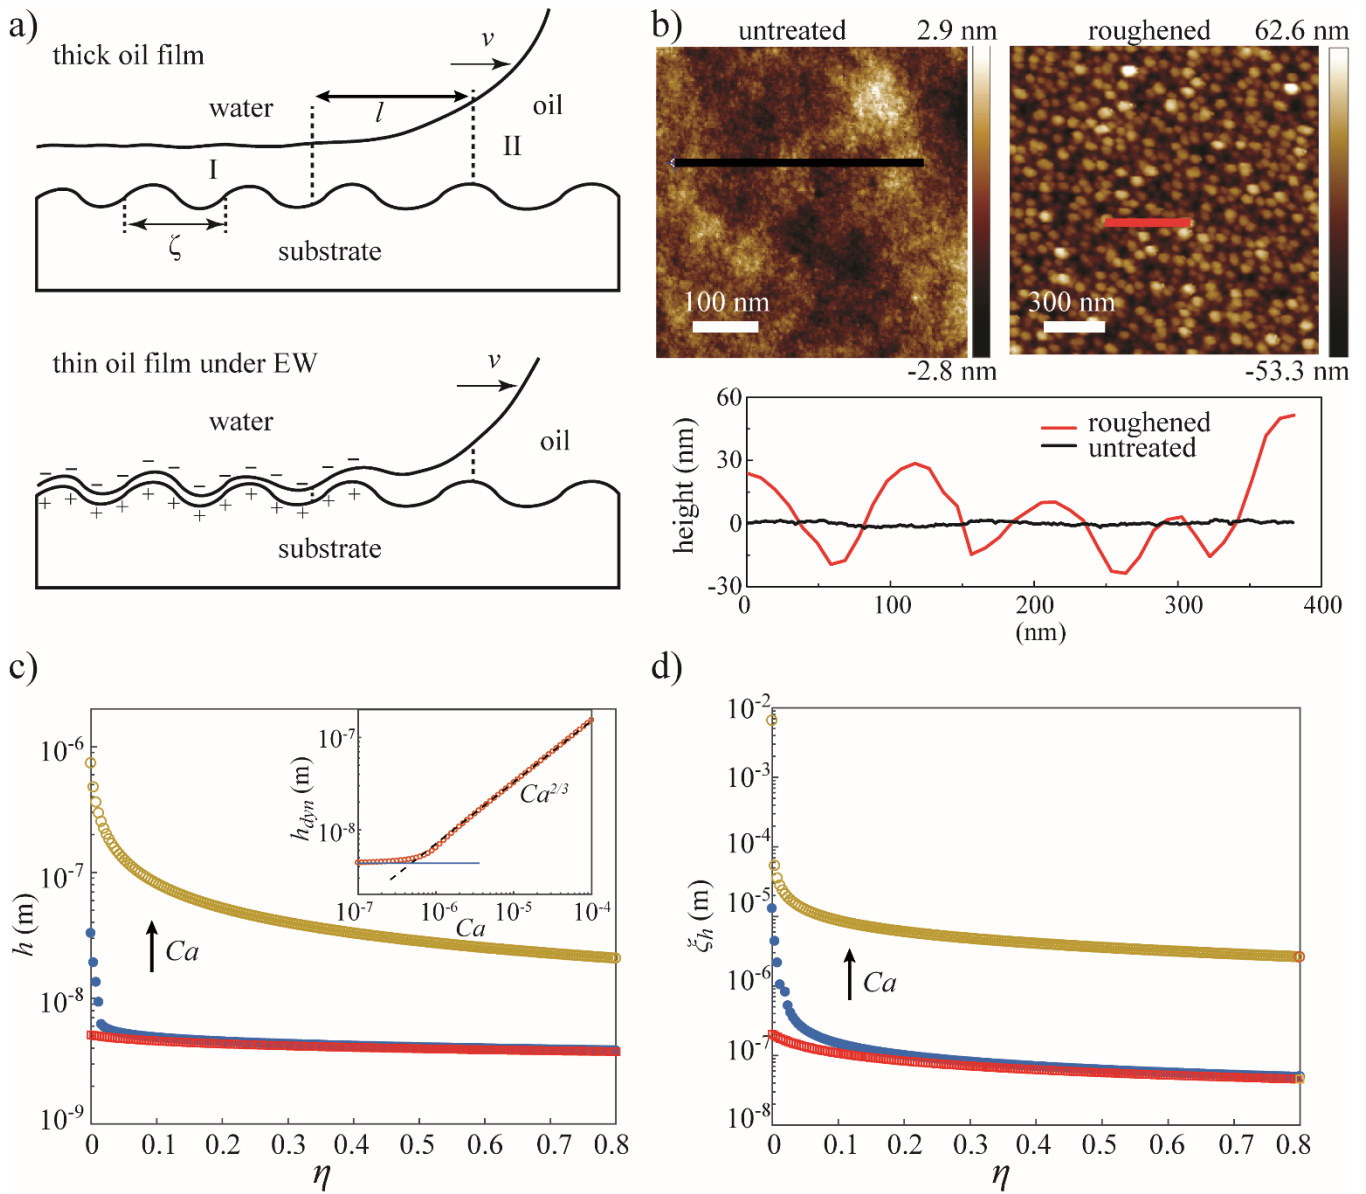 a)
thick oil film
v
water
l
oil
I
II
ζ
substrate
thin oil film under EW
v
water
oil
− − − − − − − − −
+ + + + + + + + + +
substrate
b)
untreated
2.9 nm
roughened
62.6 nm
100 nm
300 nm
-2.8 nm
-53.3 nm
60
30
0
-30
height (nm)
roughened
untreated
0 100 200 300 400
(nm)
c)
10-6
10-7
10-8
10-9
h (m)
10-7
10-8
hdyn (m)
Ca2/3
10-7 10-6 10-5 10-4
Ca
Ca
0 0.1 0.2 0.3 0.4 0.5 0.6 0.7 0.8
η
d)
10-2
10-3
10-4
10-5
10-6
10-7
10-8
ξh (m)
Ca
0 0.1 0.2 0.3 0.4 0.5 0.6 0.7 0.8
η